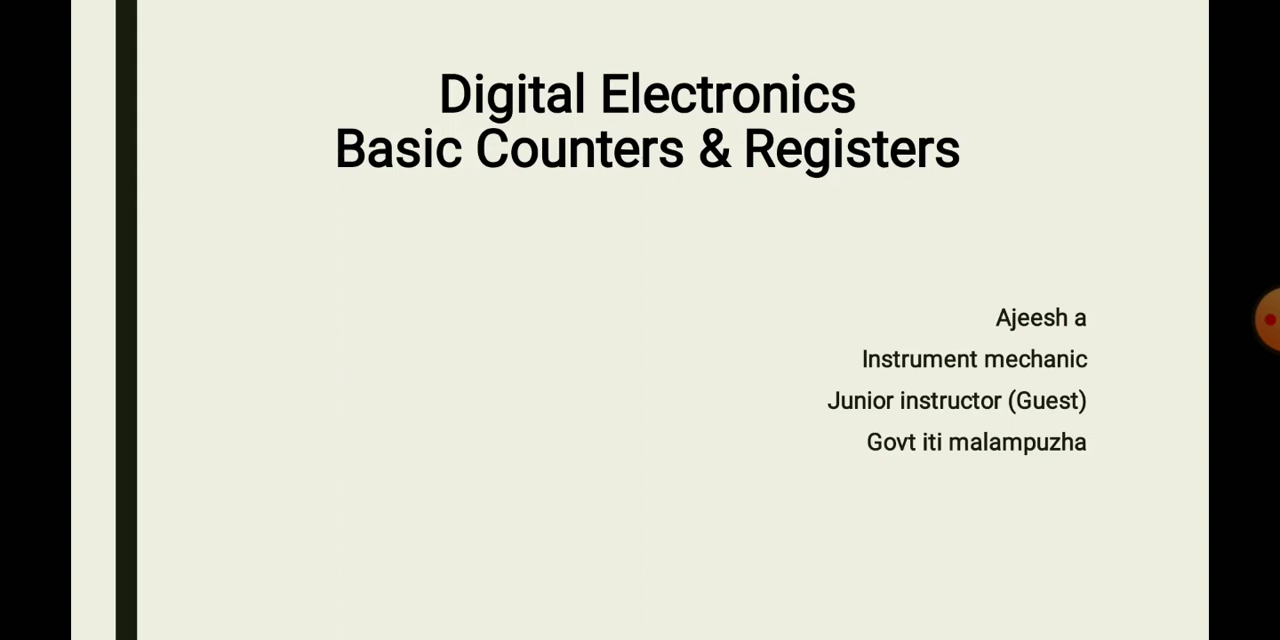 Digital Electronics
Basic Counters & Registers
Ajeesh a
Instrument mechanic
Junior instructor (Guest)
Govt iti malampuzha